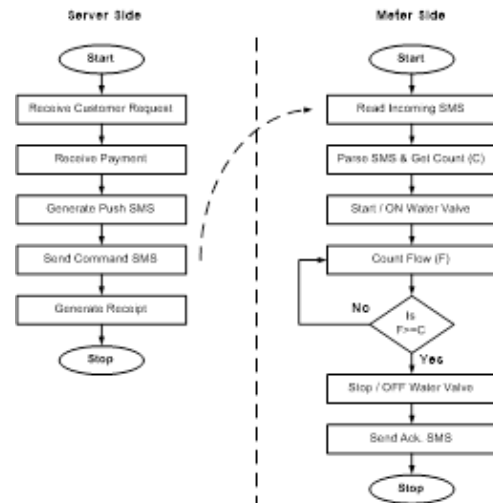 Server Side
Start
Receive Customer Request
Receive Payment
Generate Push SMS
Send Command SMS
Generate Receipt
Stop
Meter Side
Start
Read Incoming SMS
Parse SMS & Get Count (C)
Start / ON Water Valve
Count Flow (F)
No
Is
F>=C
Yes
Stop / OFF Water Valve
Send Ack. SMS
Stop